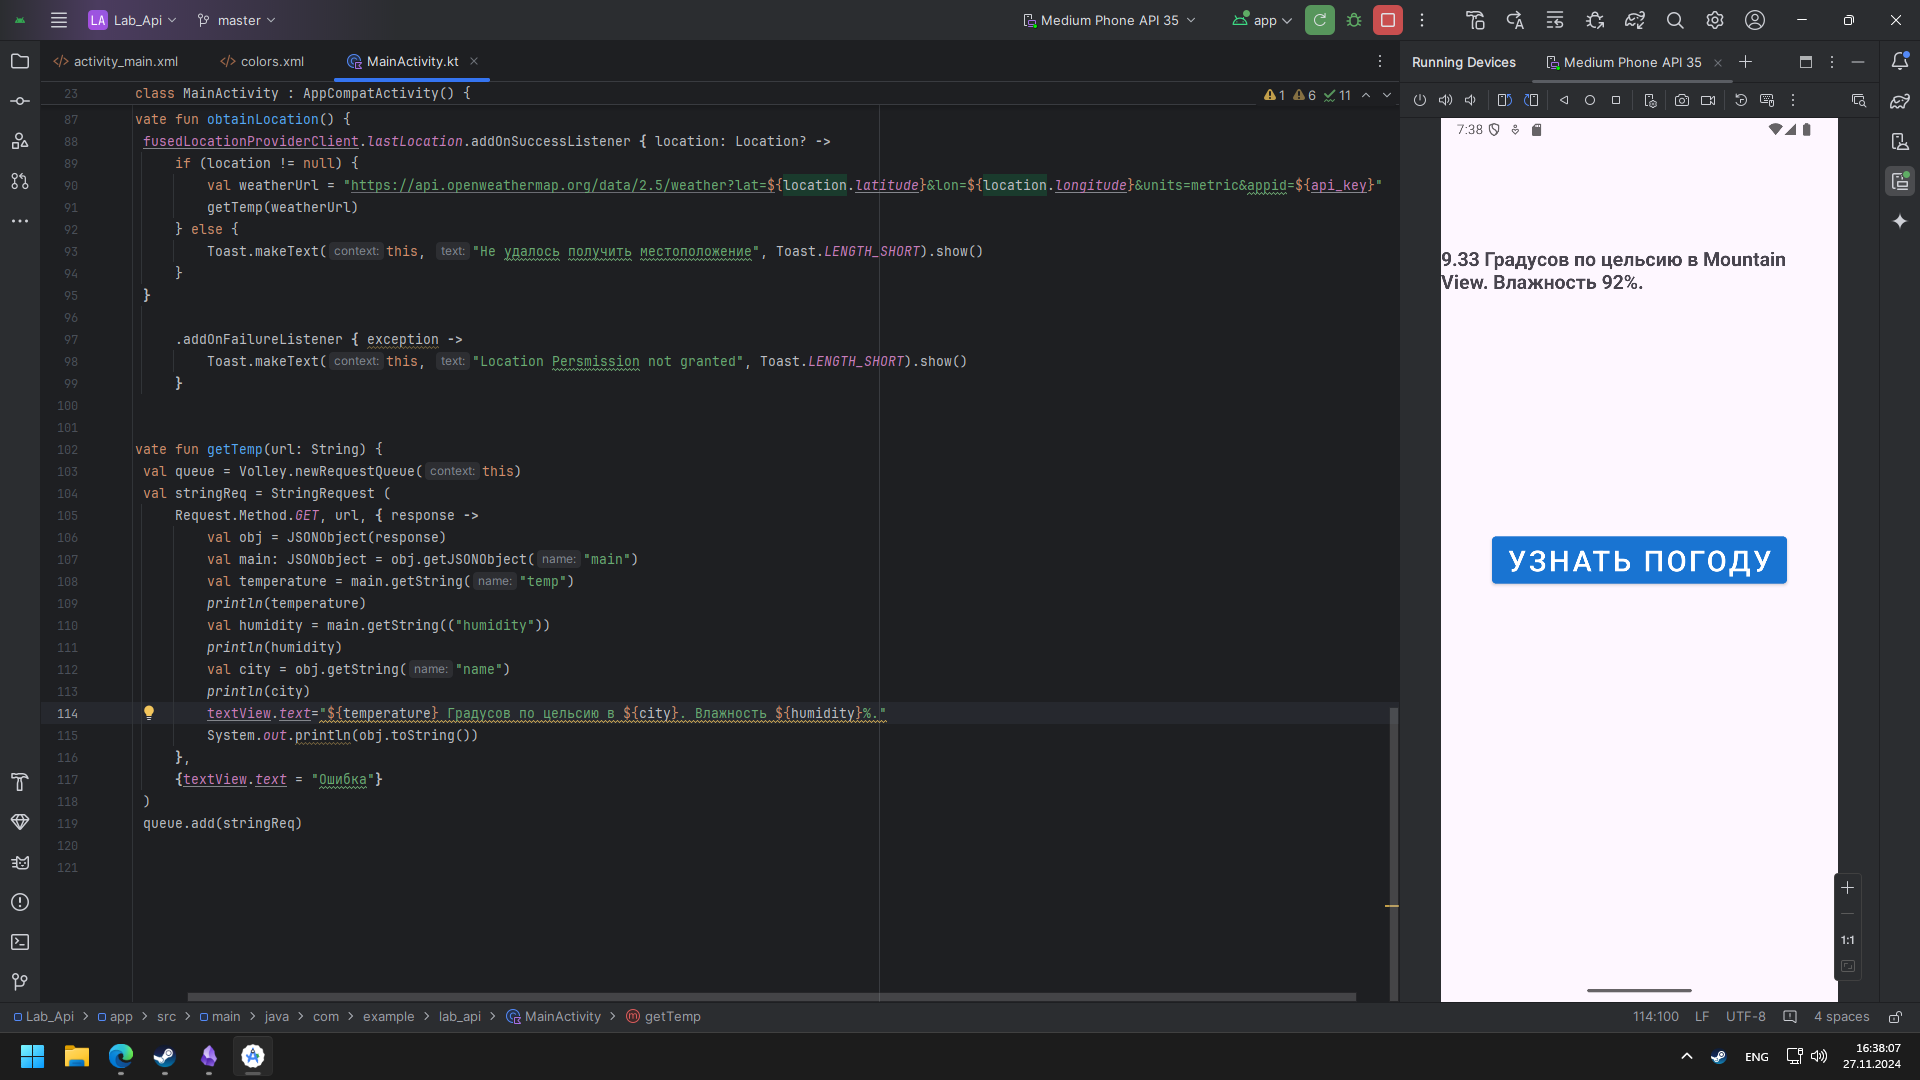 LA Lab_Api master Medium Phone API 35 app
activity_main.xml colors.xml MainActivity.kt
Running Devices Medium Phone API 35
23 class MainActivity : AppCompatActivity() {
1 6 11
87 vate fun obtainLocation() {
88 fusedLocationProviderClient.lastLocation.addOnSuccessListener { location: Location? ->
89 if (location != null) {
90 val weatherUrl = "https://api.openweathermap.org/data/2.5/weather?lat=${location.latitude}&lon=${location.longitude}&units=metric&appid=${api_key}"
91 getTemp(weatherUrl)
92 } else {
93 Toast.makeText( context: this, text: "Не удалось получить местоположение", Toast.LENGTH_SHORT).show()
94 }
95 }
96
97 .addOnFailureListener { exception ->
98 Toast.makeText( context: this, text: "Location Persmission not granted", Toast.LENGTH_SHORT).show()
99 }
100
101
102 vate fun getTemp(url: String) {
103 val queue = Volley.newRequestQueue( context: this)
104 val stringReq = StringRequest (
105 Request.Method.GET, url, { response ->
106 val obj = JSONObject(response)
107 val main: JSONObject = obj.getJSONObject( name: "main")
108 val temperature = main.getString( name: "temp")
109 println(temperature)
110 val humidity = main.getString(("humidity"))
111 println(humidity)
112 val city = obj.getString( name: "name")
113 println(city)
114 textView.text="${temperature} Градусов по цельсию в ${city}. Влажность ${humidity}%."
115 System.out.println(obj.toString())
116 },
117 {textView.text = "Ошибка"}
118 )
119 queue.add(stringReq)
120
121
7:38
9.33 Градусов по цельсию в Mountain
View. Влажность 92%.
УЗНАТЬ ПОГОДУ
1:1
Lab_Api > app > src > main > java > com > example > lab_api > MainActivity > getTemp
114:100 LF UTF-8 4 spaces
ENG
16:38:07
27.11.2024